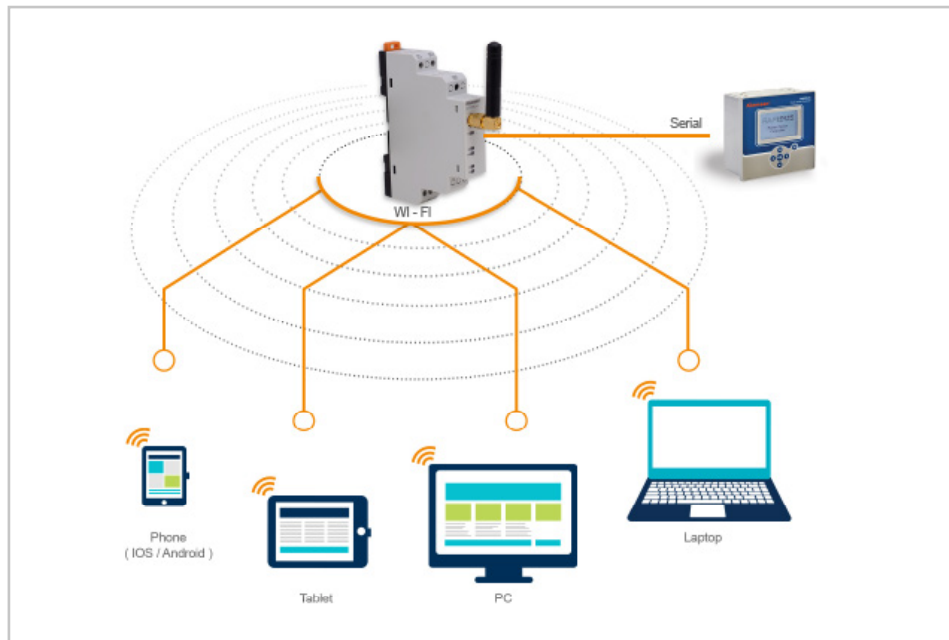 Serial
WI - FI
Phone
( IOS / Android )
Tablet
PC
Laptop